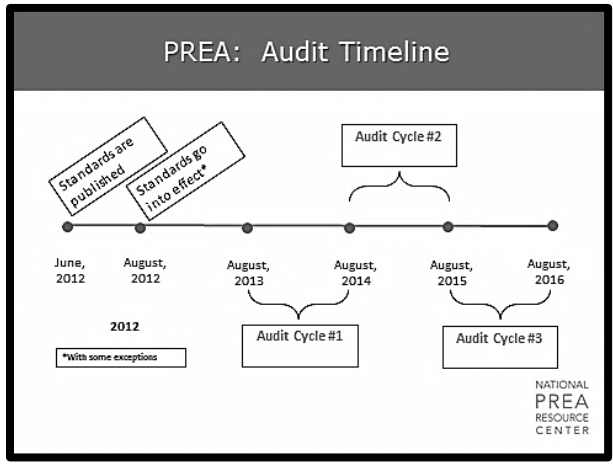 PREA:  Audit Timeline
Standards are
published
Standards go
into effect*
Audit Cycle #2
June,
2012
August,
2012
August,
2013
August,
2014
August,
2015
August,
2016
2012
*With some exceptions
Audit Cycle #1
Audit Cycle #3
NATIONAL
PREA
RESOURCE
CENTER